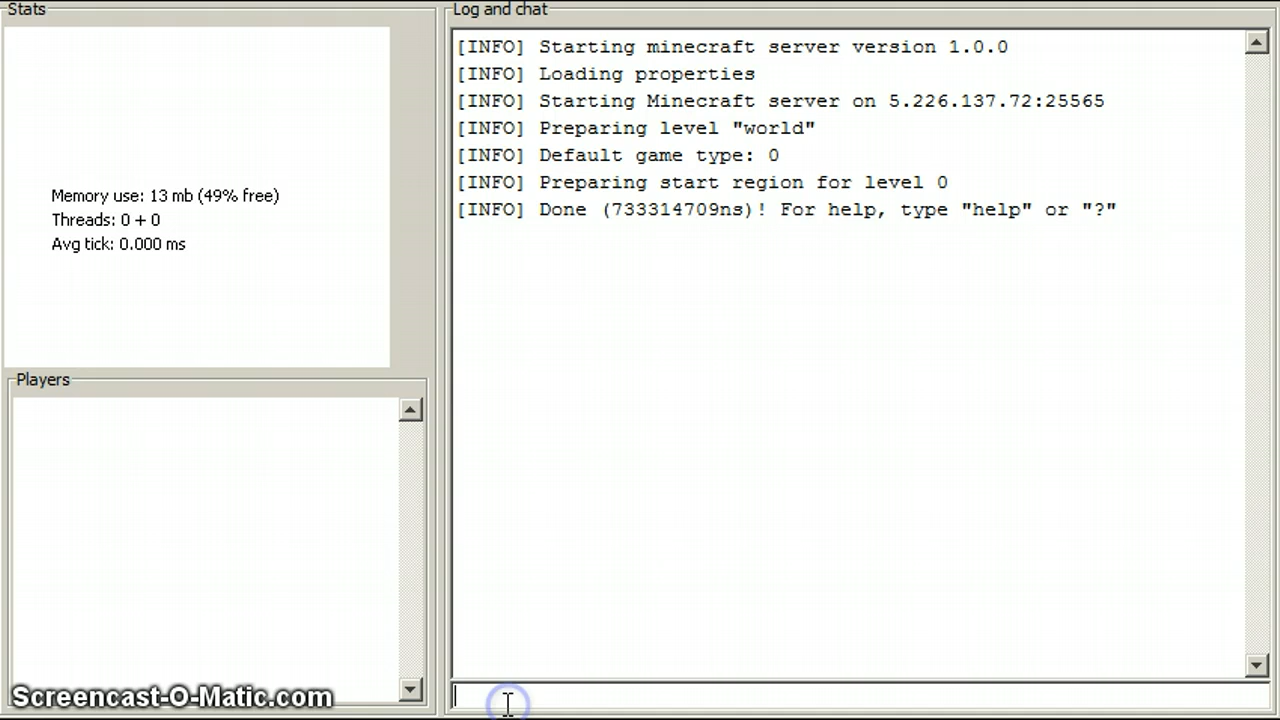 Stats
Memory use: 13 mb (49% free)
Threads: 0 + 0
Avg tick: 0.000 ms
Players
Log and chat
[INFO] Starting minecraft server version 1.0.0
[INFO] Loading properties
[INFO] Starting Minecraft server on 5.226.137.72:25565
[INFO] Preparing level "world"
[INFO] Default game type: 0
[INFO] Preparing start region for level 0
[INFO] Done (733314709ns)! For help, type "help" or "?"
Screencast-O-Matic.com